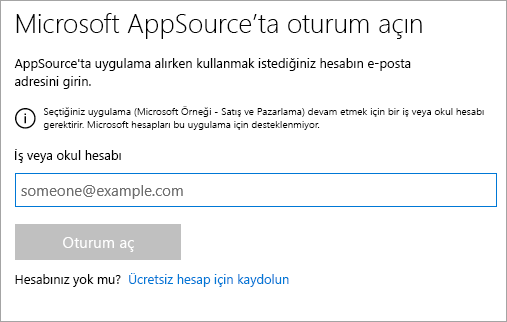 Microsoft AppSource’ta oturum açın
AppSource'ta uygulama alırken kullanmak istediğiniz hesabın e-posta
adresini girin.
Seçtiğiniz uygulama (Microsoft Örneği - Satış ve Pazarlama) devam etmek için bir iş veya okul hesabı
gerektirir. Microsoft hesapları bu uygulama için desteklenmiyor.
İş veya okul hesabı
someone@example.com
Oturum aç
Hesabınız yok mu? Ücretsiz hesap için kaydolun